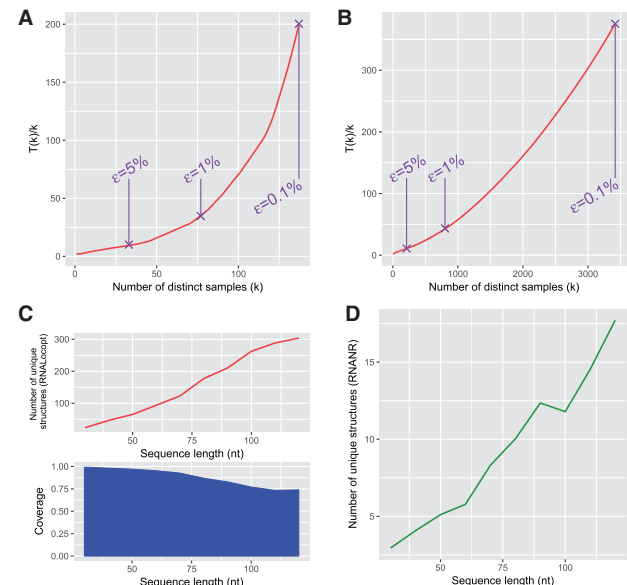 A
200
150
100
50
0
T(k)/k
ε=5%
ε=1%
ε=0.1%
0
50
100
Number of distinct samples (k)
B
300
200
100
0
T(k)/k
ε=5%
ε=1%
ε=0.1%
0
1000
2000
3000
Number of distinct samples (k)
C
Number of unique
structures (RNALocopt)
300
200
100
50
75
100
Sequence length (nt)
Coverage
1.00
0.75
0.50
0.25
0.00
50
75
100
Sequence length (nt)
D
Number of unique structures (RNANR)
15
10
5
50
75
100
Sequence length (nt)